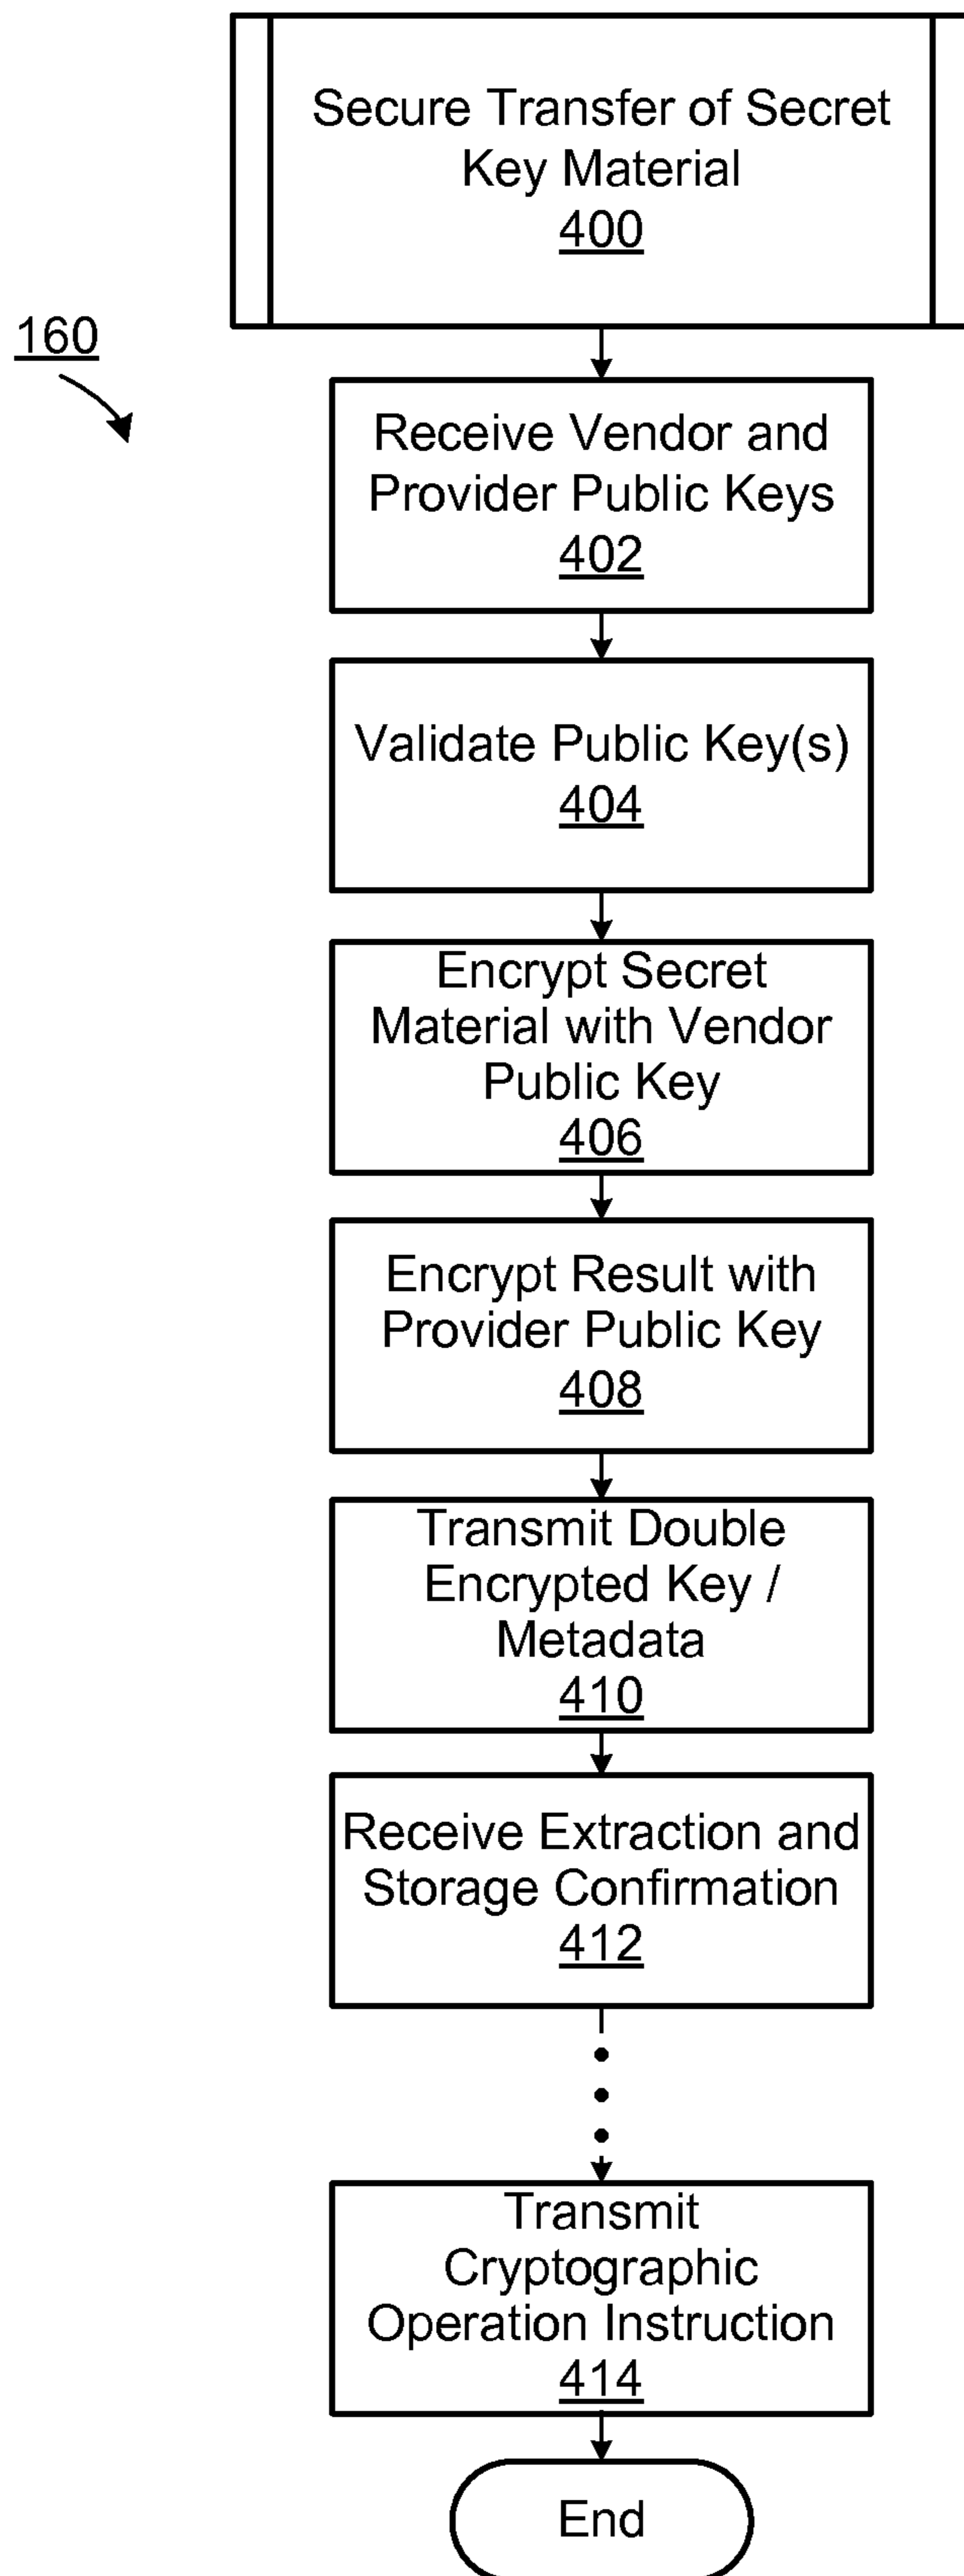 Secure Transfer of Secret
Key Material
400
160
Receive Vendor and
Provider Public Keys
402
Validate Public Key(s)
404
Encrypt Secret
Material with Vendor
Public Key
406
Encrypt Result with
Provider Public Key
408
Transmit Double
Encrypted Key /
Metadata
410
Receive Extraction and
Storage Confirmation
412
Transmit
Cryptographic
Operation Instruction
414
End